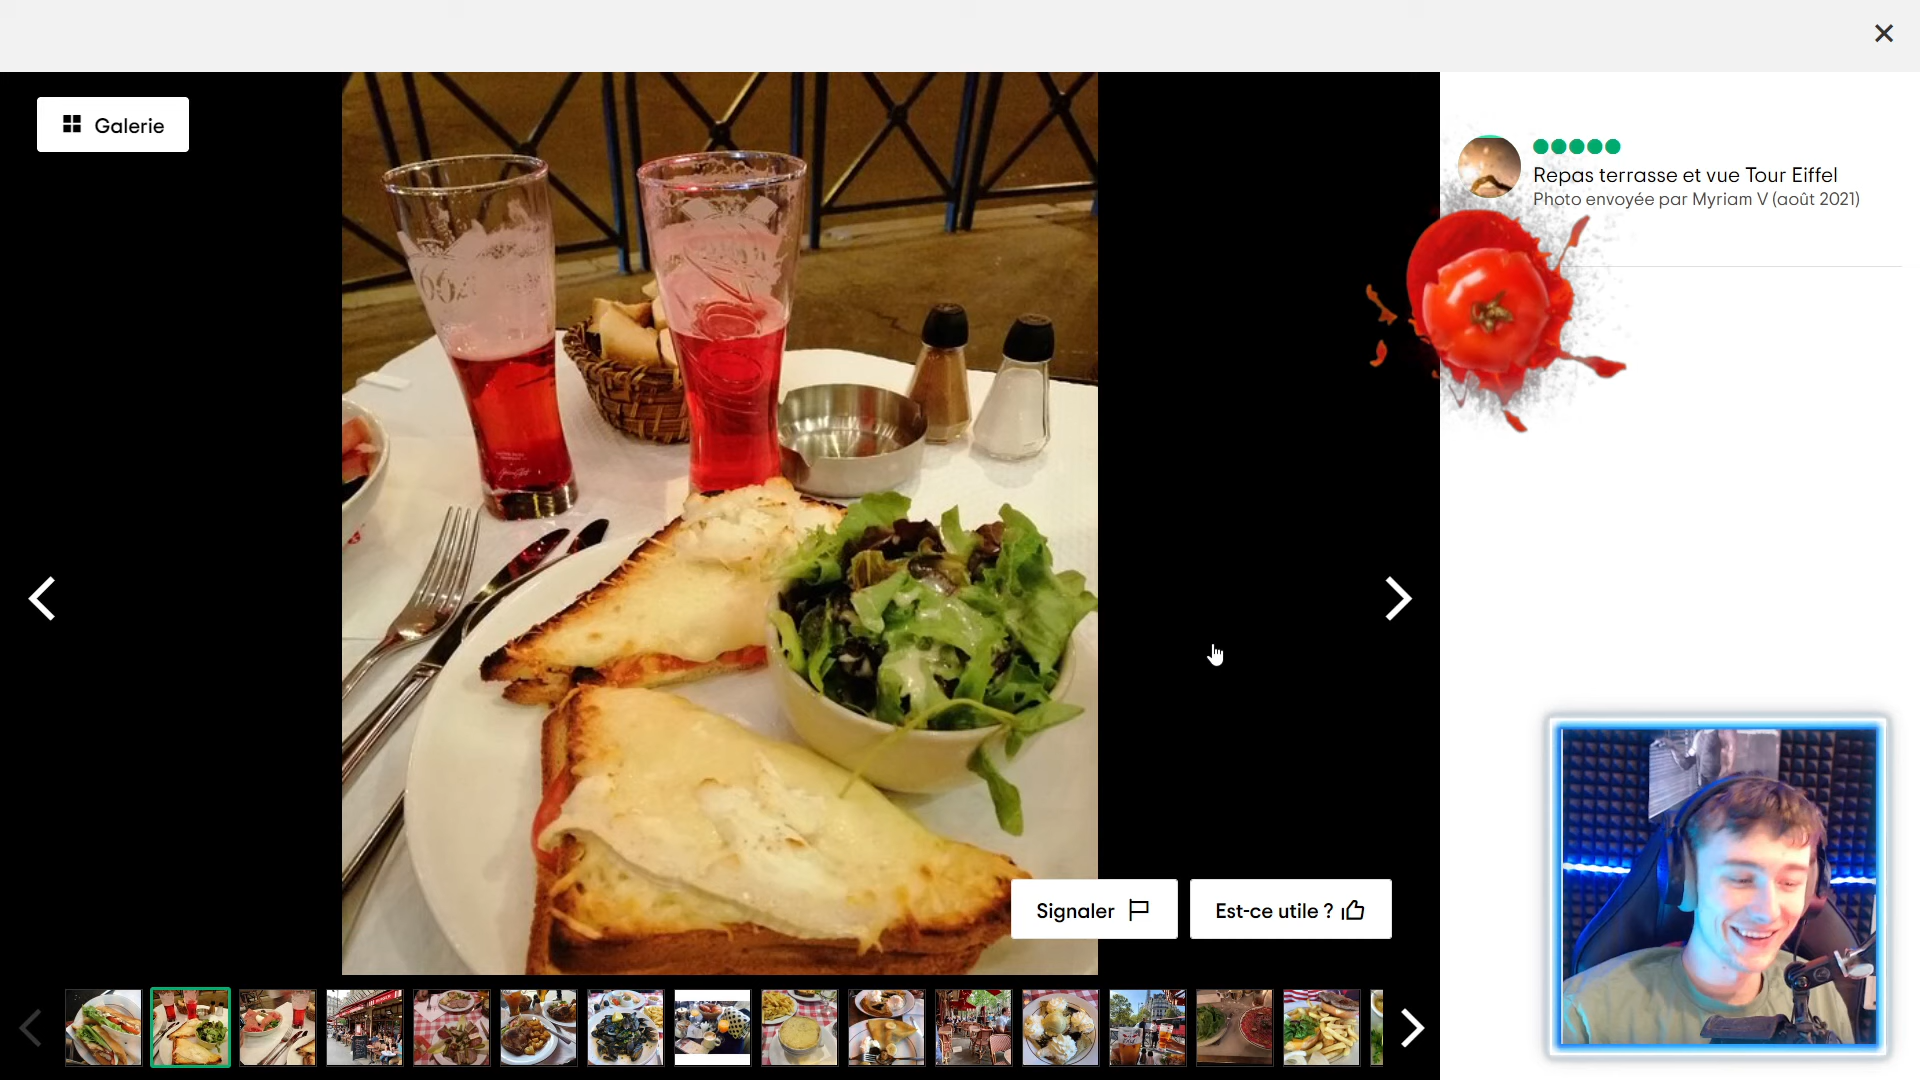 Galerie
Repas terrasse et vue Tour Eiffel
Photo envoyée par Myriam V (août 2021)
Signaler
Est-ce utile ?